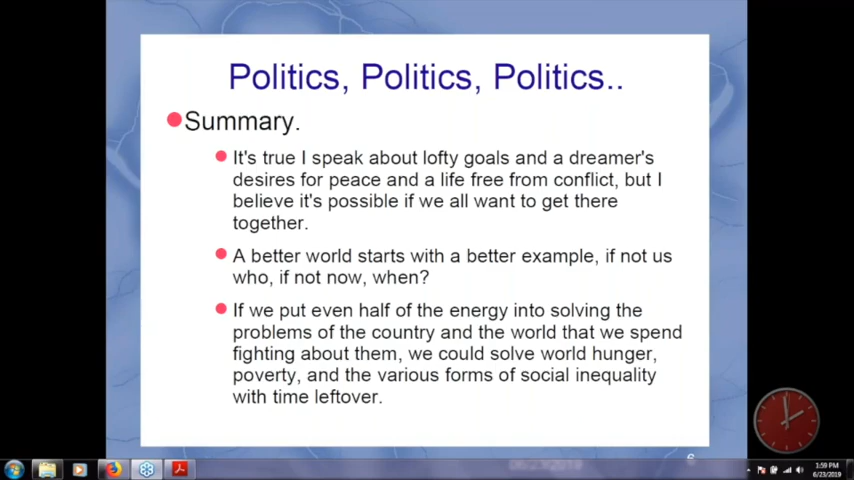 Politics, Politics, Politics..
Summary.
It's true I speak about lofty goals and a dreamer's
desires for peace and a life free from conflict, but I
believe it's possible if we all want to get there
together.
A better world starts with a better example, if not us
who, if not now, when?
If we put even half of the energy into solving the
problems of the country and the world that we spend
fighting about them, we could solve world hunger,
poverty, and the various forms of social inequality
with time leftover.
6
1:59 PM
6/23/2019